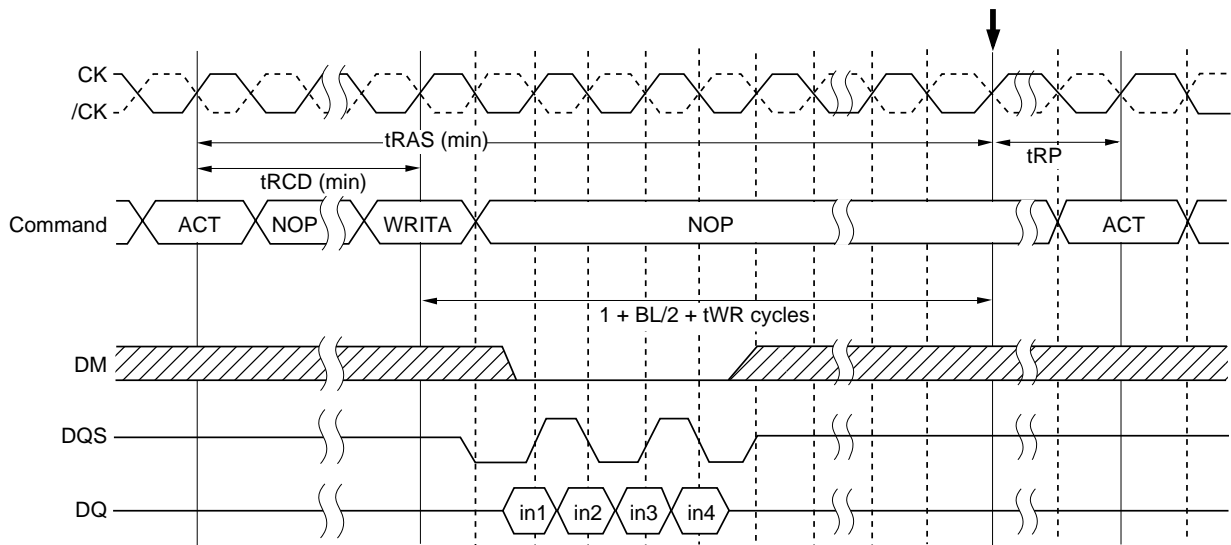 CK
/CK
tRAS (min)
tRP
tRCD (min)
Command ACT NOP WRITA NOP ACT
1 + BL/2 + tWR cycles
DM
DQS
DQ in1 in2 in3 in4